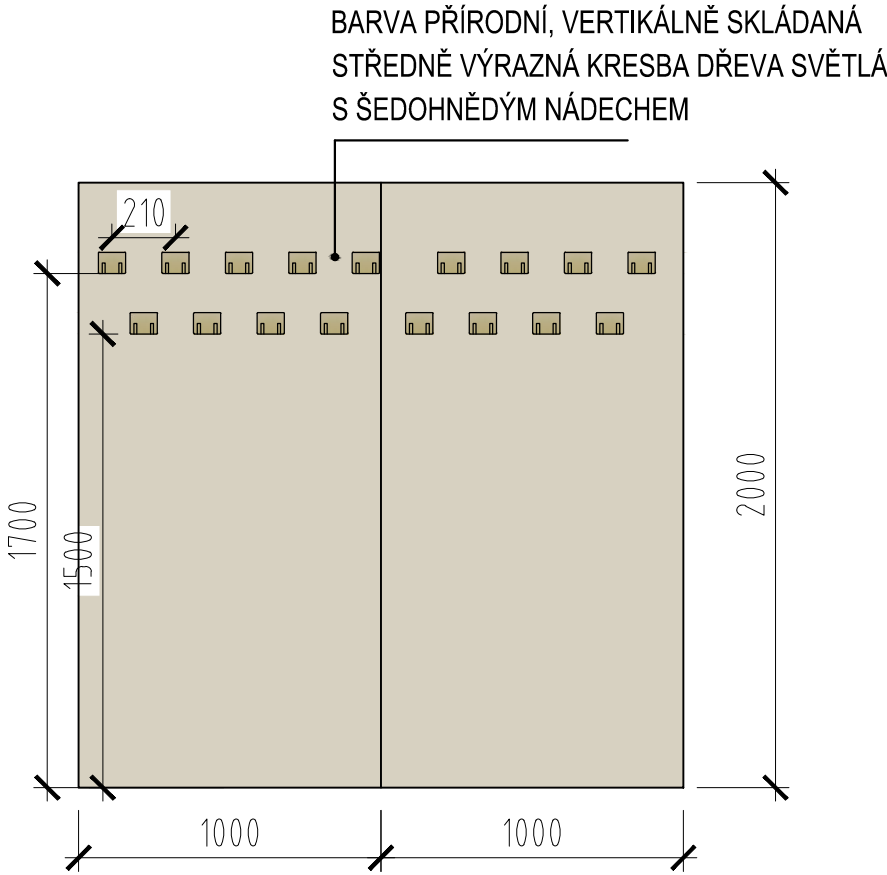 BARVA PŘÍRODNÍ, VERTIKÁLNĚ SKLÁDANÁ
STŘEDNĚ VÝRAZNÁ KRESBA DŘEVA SVĚTLÁ
S ŠEDOHNĚDÝM NÁDECHEM
210
1700
1500
2000
1000
1000